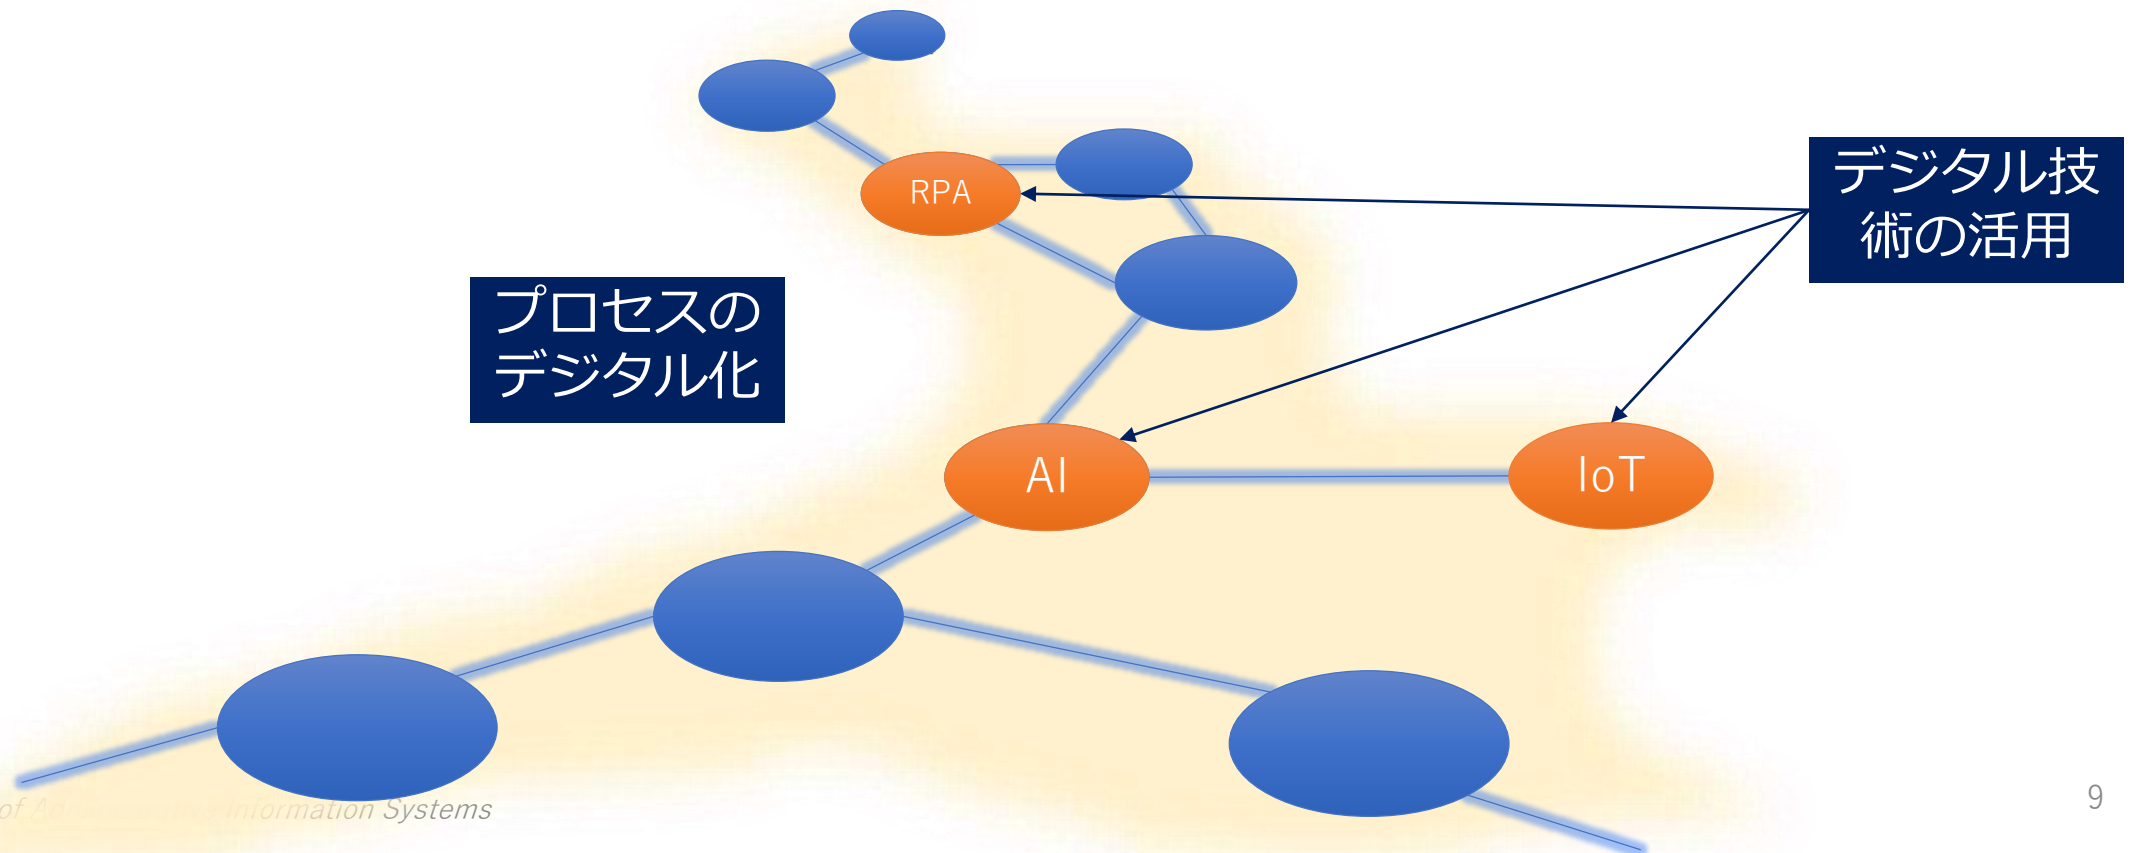 RPA
デジタル技
術の活用
プロセスの
デジタル化
AI
IoT
of
Information Systems
9